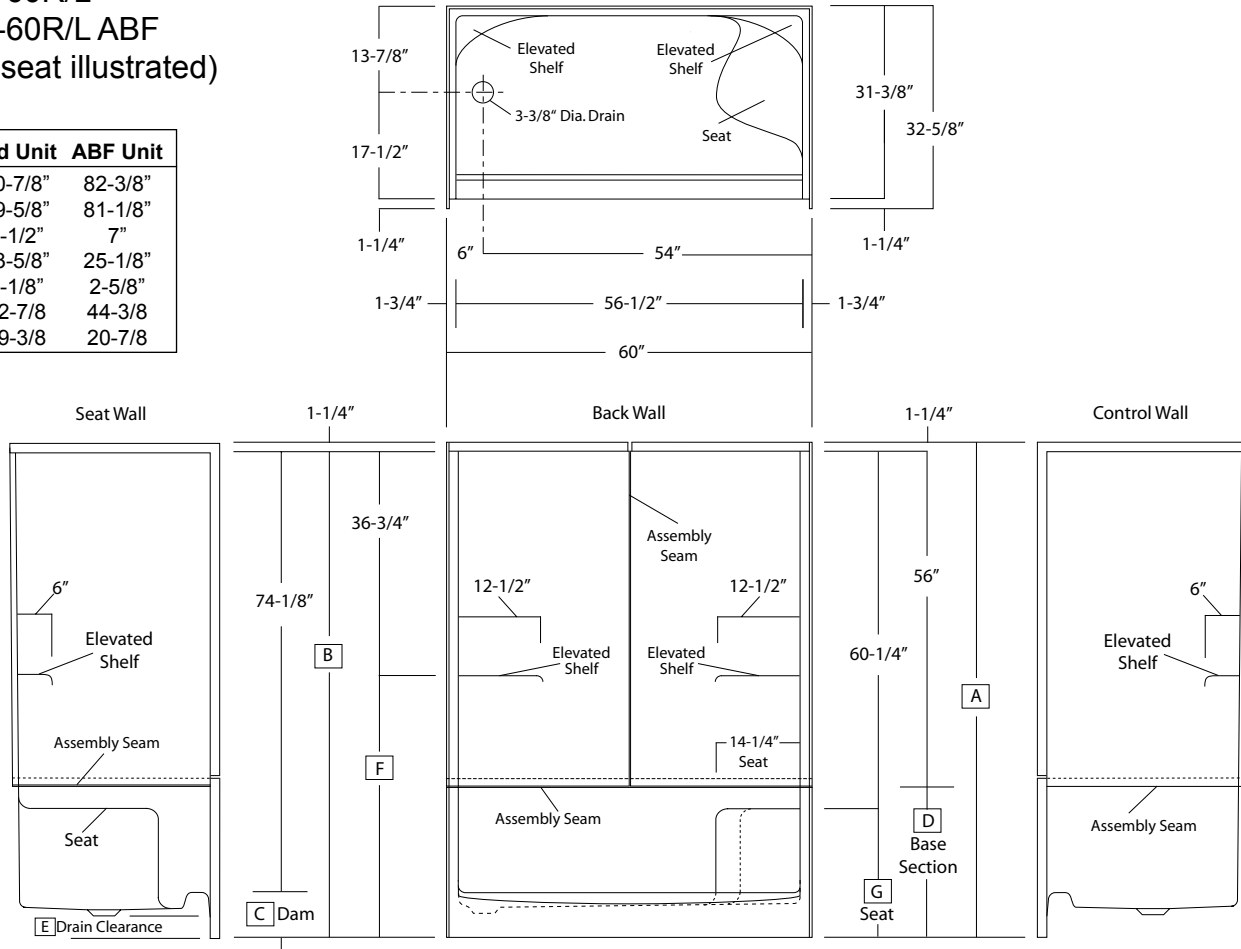 -60R/L ABF
seat illustrated)
Unit ABF Unit
82-3/8”
81-1/8”
-1/2” 7”
25-1/8”
-1/8” 2-5/8”
44-3/8
20-7/8
13-7/8”
17-1/2”
1-1/4”
Elevated
Shelf
3-3/8“ Dia. Drain
Elevated
Shelf
Seat
31-3/8”
32-5/8”
1-1/4”
6”
54”
1-3/4”
56-1/2”
1-3/4”
60”
Seat Wall
1-1/4”
Back Wall
1-1/4”
Control Wall
6”
Elevated
Shelf
Assembly Seam
Seat
E Drain Clearance
74-1/8”
C Dam
B
36-3/4”
F
12-1/2”
Elevated
Shelf
Assembly
Seam
12-1/2”
Elevated
Shelf
14-1/4”
Seat
Assembly Seam
60-1/4”
G
Seat
56”
D
Base
Section
A
6”
Elevated
Shelf
Assembly Seam